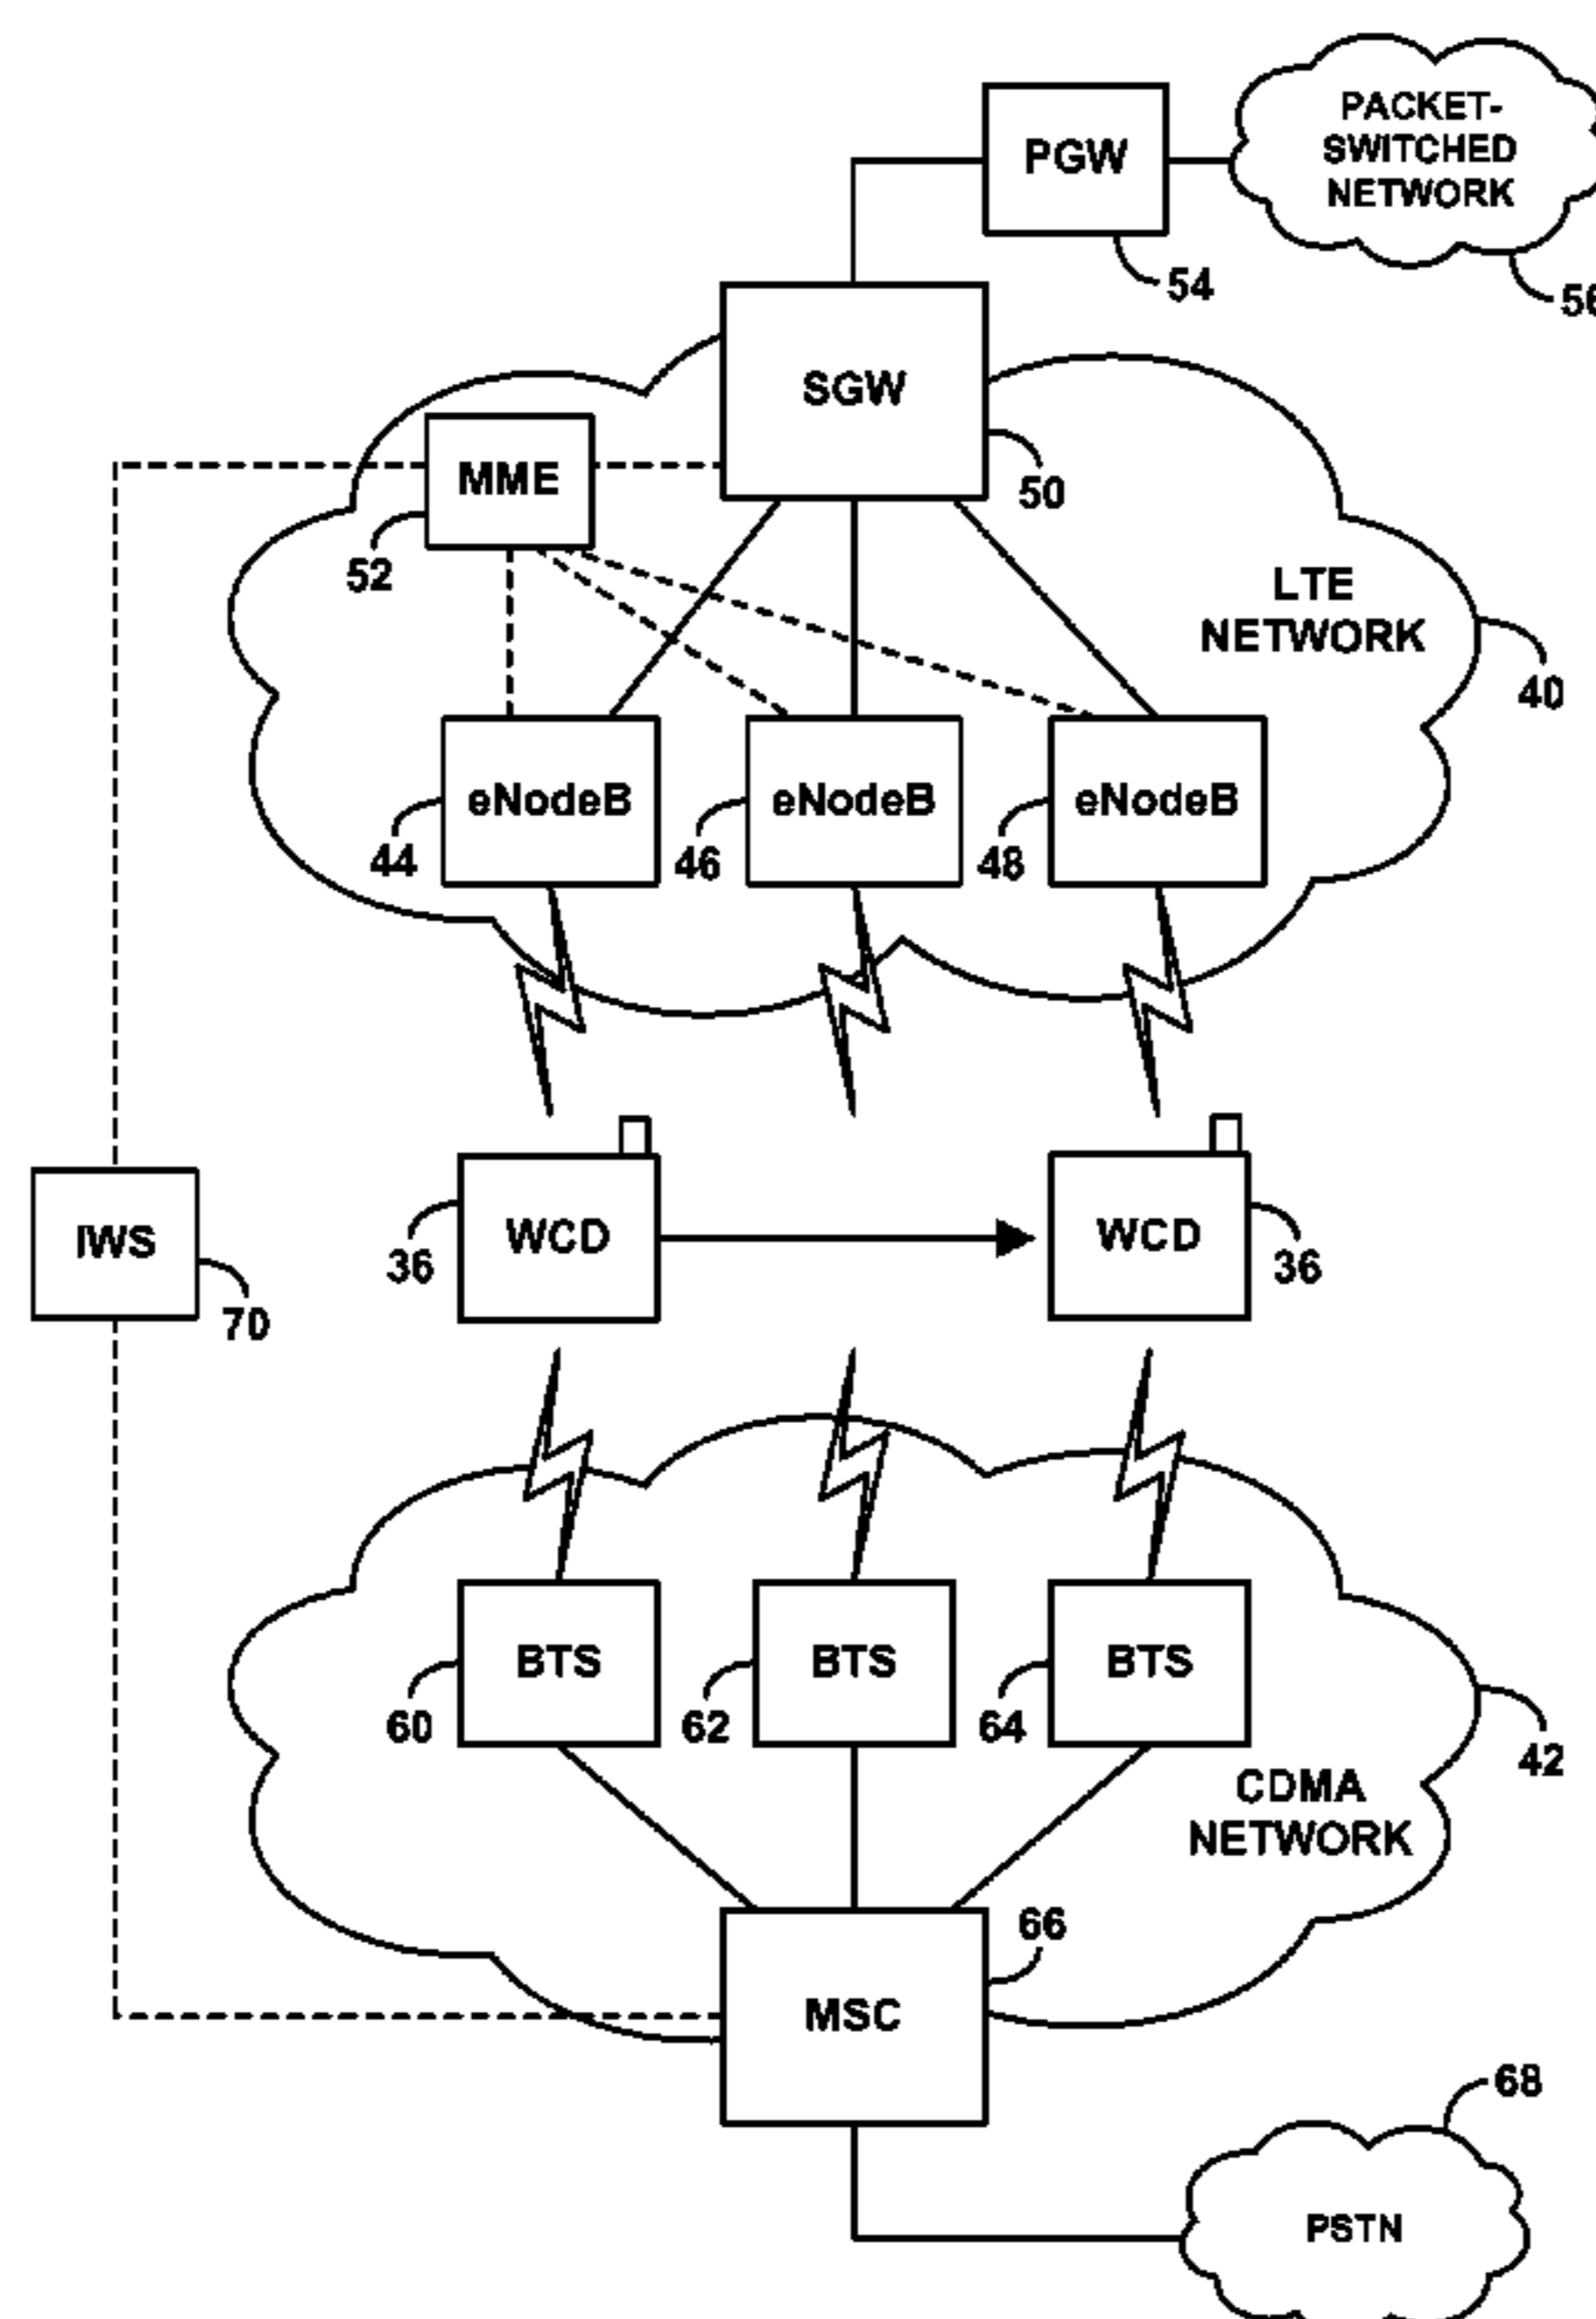 PACKET-
SWITCHED
NETWORK
PGW
54
56
SGW
50
MME
52
LTE
NETWORK
40
eNodeB
eNodeB
eNodeB
44
46
48
WCD
36
WCD
36
IWS
70
BTS
60
BTS
62
BTS
64
42
CDMA
NETWORK
66
MSC
68
PSTN